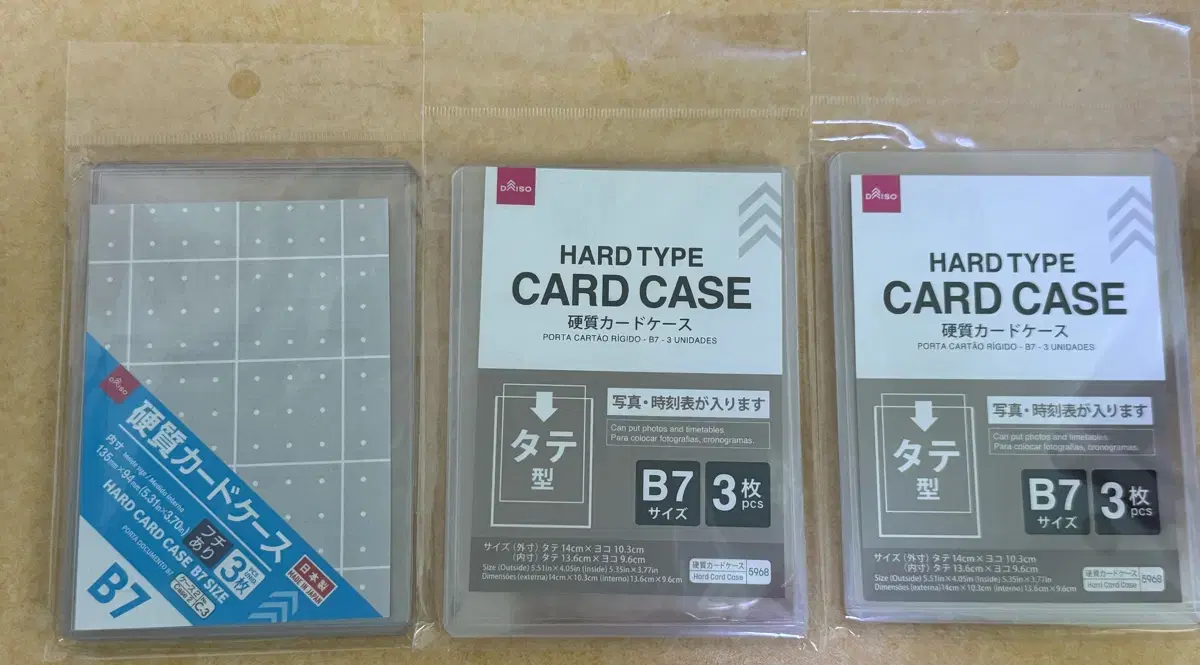 DAISO
硬質カードケース
内寸 Inside size / Medida interna
135mm×94mm (5.31in×3.70in)
HARD CARD CASE B7 SIZE
PORTA DOCUMENTO B7
フチあり
3枚
日本製
MADE IN JAPAN
C-3
B7
DAISO
HARD TYPE
CARD CASE
硬質カードケース
PORTA CARTÃO RÍGIDO - B7 - 3 UNIDADES
タテ
型
写真・時刻表が入ります
Can put photos and timetables.
Para colocar fotografias, cronogramas.
B7
サイズ
3枚
pcs
サイズ (外寸) タテ 14cm×ヨコ 10.3cm
(内寸) タテ 13.6cm×ヨコ 9.6cm
Size (Outside) 5.51in×4.05in (Inside) 5.35in×3.77in
Dimensões (externa)14cm×10.3cm (interno)13.6cm×9.6cm
硬質カードケース
Hard Card Case
5968
DAISO
HARD TYPE
CARD CASE
硬質カードケース
PORTA CARTÃO RÍGIDO - B7 - 3 UNIDADES
タテ
型
写真・時刻表が入ります
Can put photos and timetables.
Para colocar fotografias, cronogramas.
B7
サイズ
3枚
pcs
サイズ (外寸) タテ 14cm×ヨコ 10.3cm
(内寸) タテ 13.6cm×ヨコ 9.6cm
Size (Outside) 5.51in×4.05in (Inside) 5.35in×3.77in
Dimensões (externa)14cm×10.3cm (interno)13.6cm×9.6cm
硬質カードケース
Hard Card Case
5968